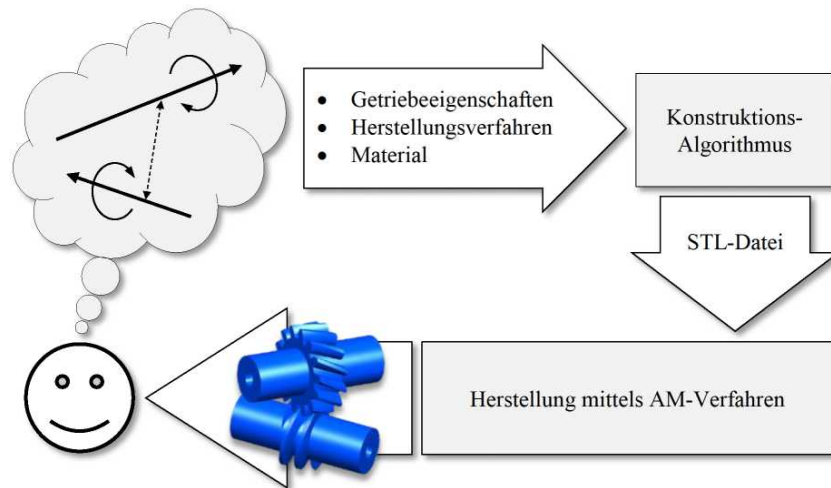 • Getriebeeigenschaften
• Herstellungsverfahren
• Material
Konstruktions-
Algorithmus
STL-Datei
Herstellung mittels AM-Verfahren